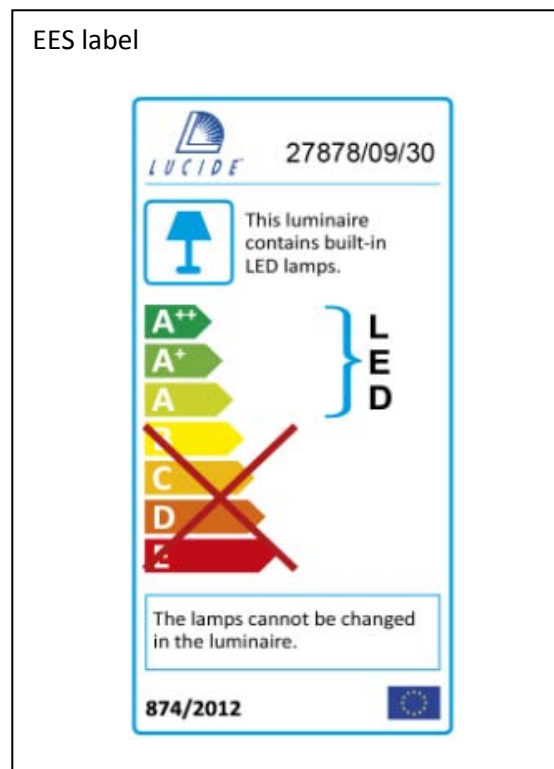 EES label
LUCIDE
27878/09/30
This luminaire
contains built-in
LED lamps.
A++
A+
A
B
C
D
E
L
E
D
The lamps cannot be changed
in the luminaire.
874/2012